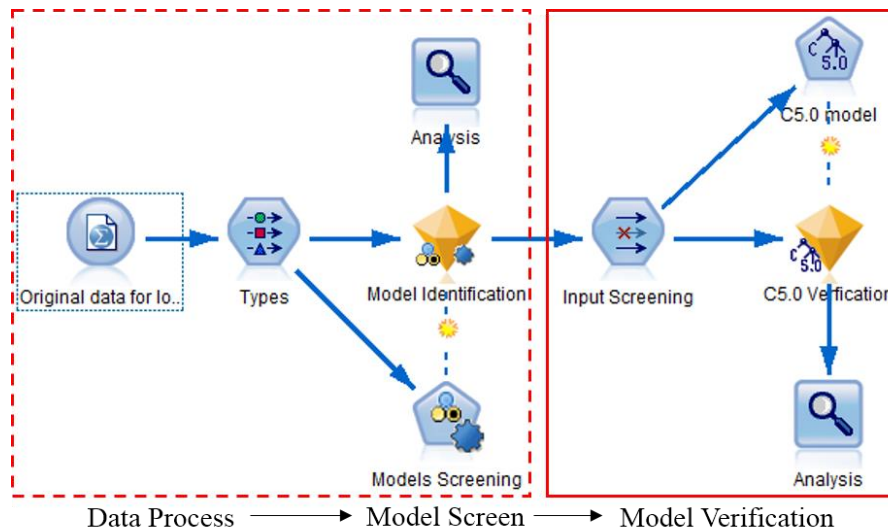 Analysis
C5.0 model
Original data for lo..
Types
Model Identification
Input Screening
C5.0 Verfication
Models Screening
Analysis
C 5.0
C 5.0
Data Process
Model Screen
Model Verification